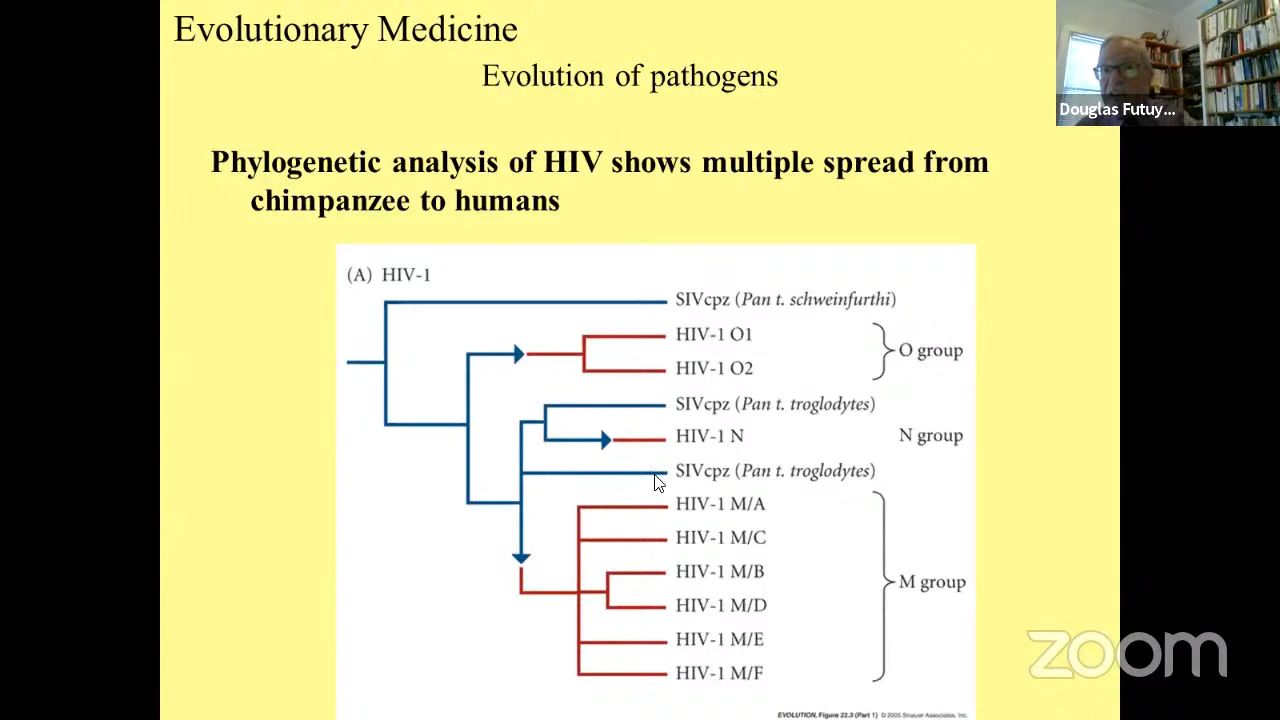 Evolutionary Medicine
Evolution of pathogens
Douglas Futuy...
Phylogenetic analysis of HIV shows multiple spread from
chimpanzee to humans
(A) HIV-1
SIVcpz (Pan t. schweinfurthi)
HIV-1 O1
HIV-1 O2
O group
SIVcpz (Pan t. troglodytes)
HIV-1 N
N group
SIVcpz (Pan t. troglodytes)
HIV-1 M/A
HIV-1 M/C
HIV-1 M/B
HIV-1 M/D
HIV-1 M/E
HIV-1 M/F
M group
zoom
EVOLUTION, Figure 22.3 (Part 1) © 2005 Sinauer Associates, Inc.